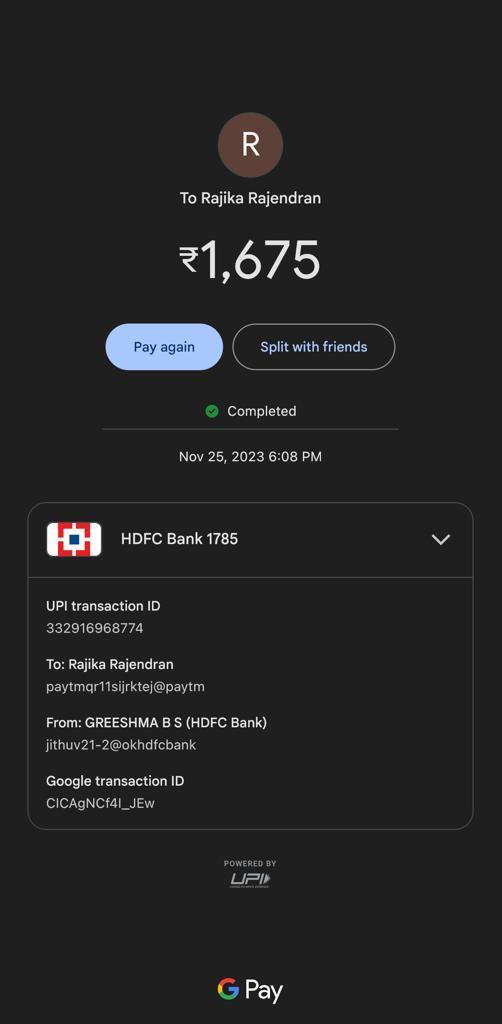 R
To Rajika Rajendran
₹1,675
Pay again
Split with friends
Completed
Nov 25, 2023 6:08 PM
HDFC Bank 1785
UPI transaction ID
332916968774
To: Rajika Rajendran
paytmqr11sijrktej@paytm
From: GREESHMA B S (HDFC Bank)
jithuv21-2@okhdfcbank
Google transaction ID
CICAgNCf4I_JEw
POWERED BY
UPI
G Pay